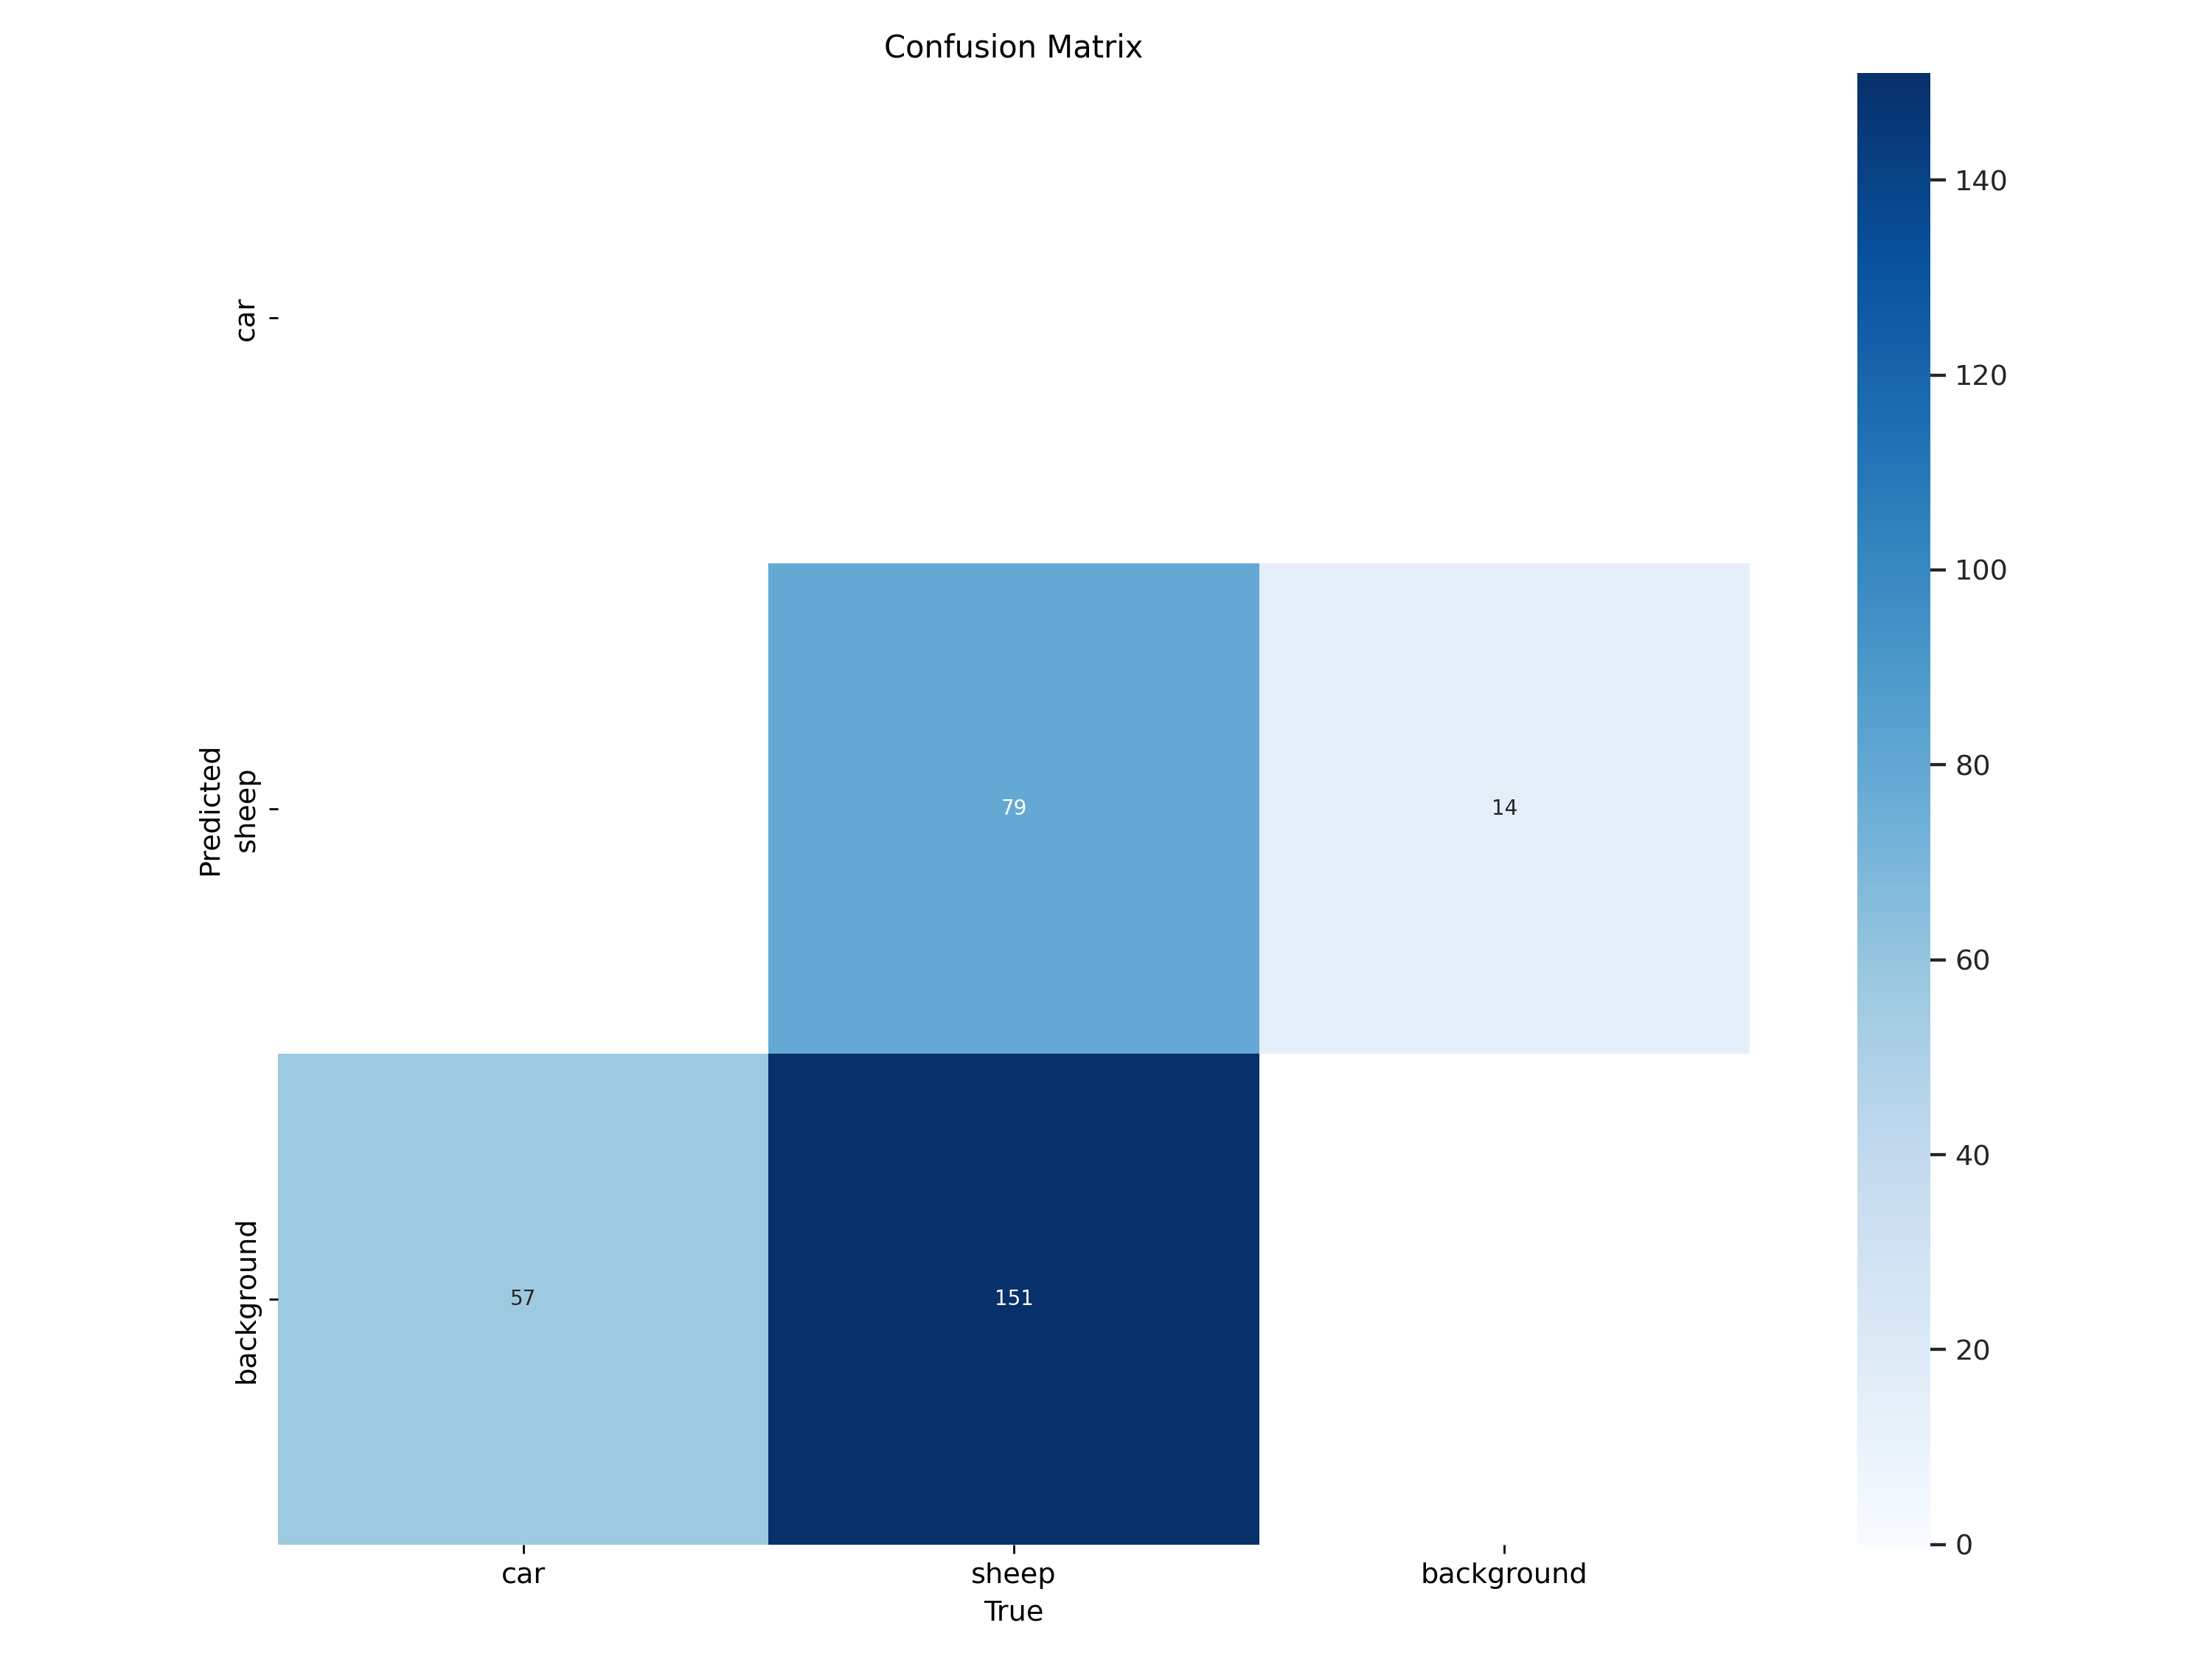 Confusion Matrix
car
sheep
background
Predicted
79
14
57
151
car
sheep
background
True
140
120
100
80
60
40
20
0